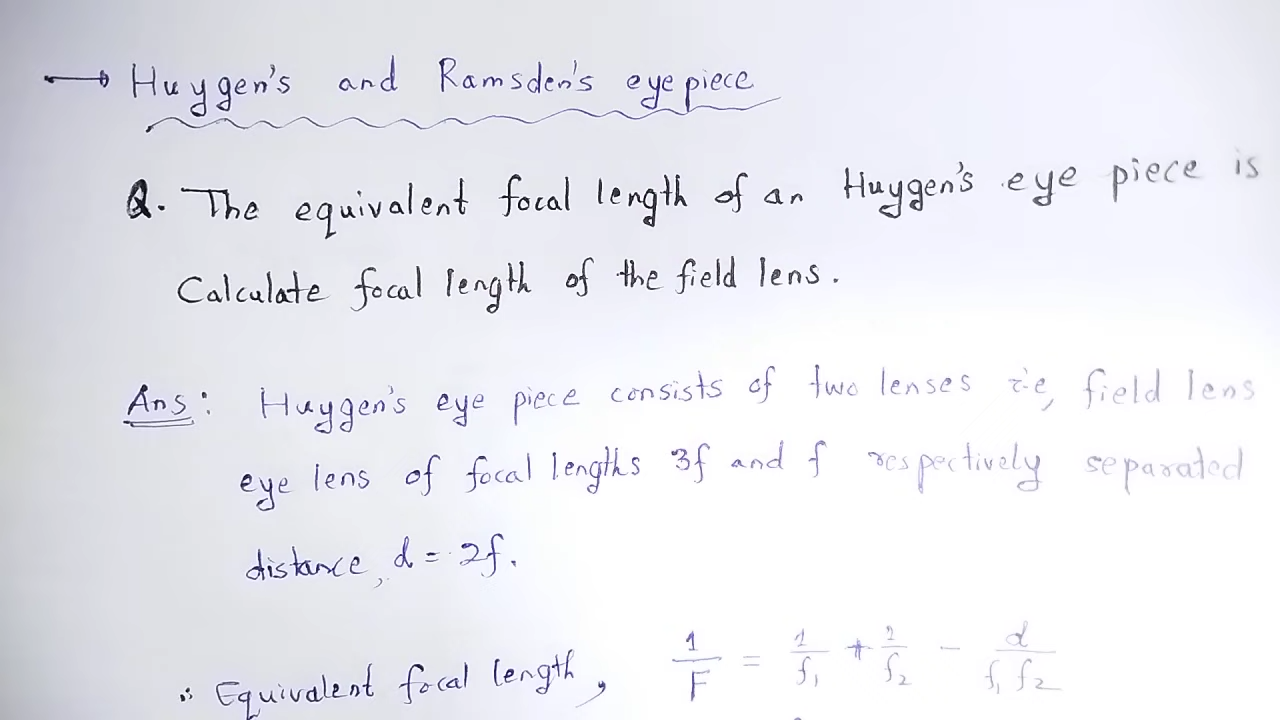 → Huygen's and Ramsden's eye piece
Q. The equivalent focal length of an Huygen's eye piece is
Calculate focal length of the field lens.
Ans: Huygen's eye piece consists of two lenses i.e, field lens
eye lens of focal lengths 3f and f respectively separated
distance, d = 2f.
∴ Equivalent focal length, 1/F = 1/f₁ + 1/f₂ - d/f₁f₂